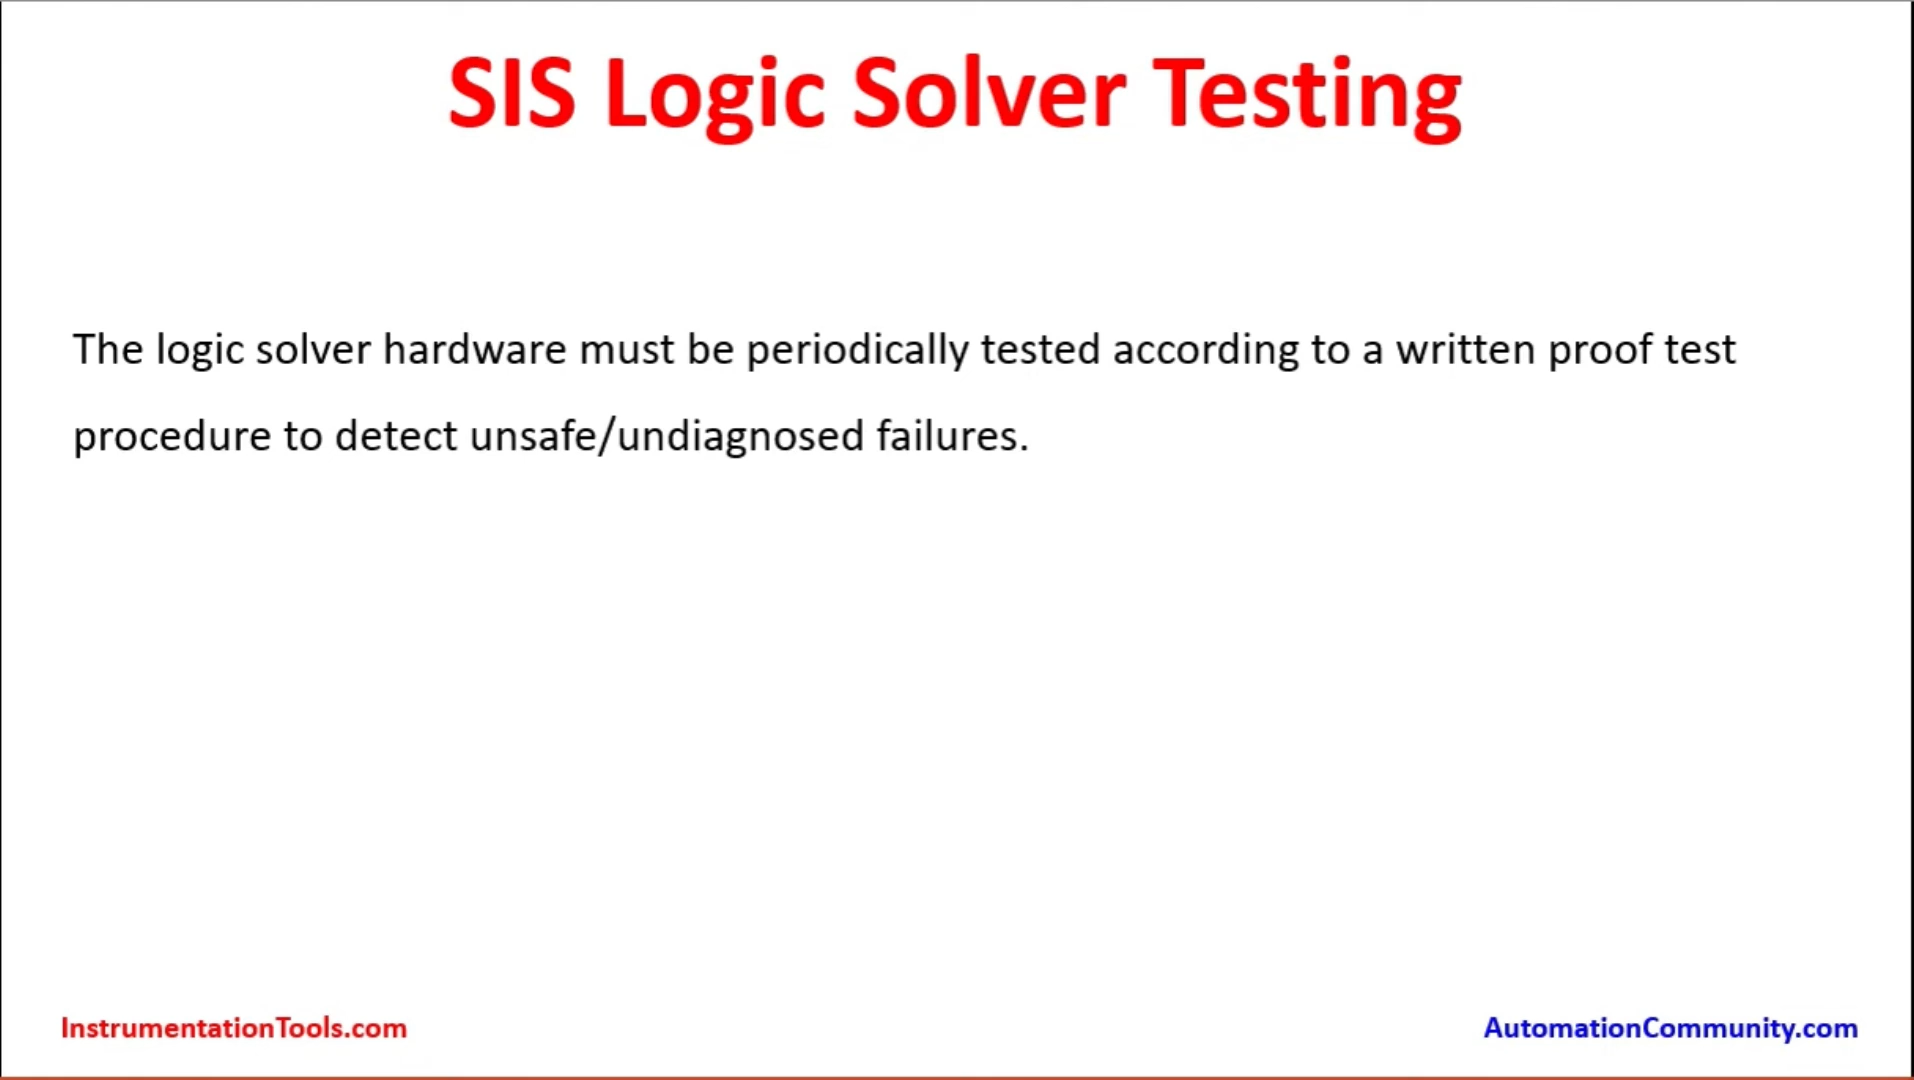 SIS Logic Solver Testing
The logic solver hardware must be periodically tested according to a written proof test
procedure to detect unsafe/undiagnosed failures.
InstrumentationTools.com
AutomationCommunity.com